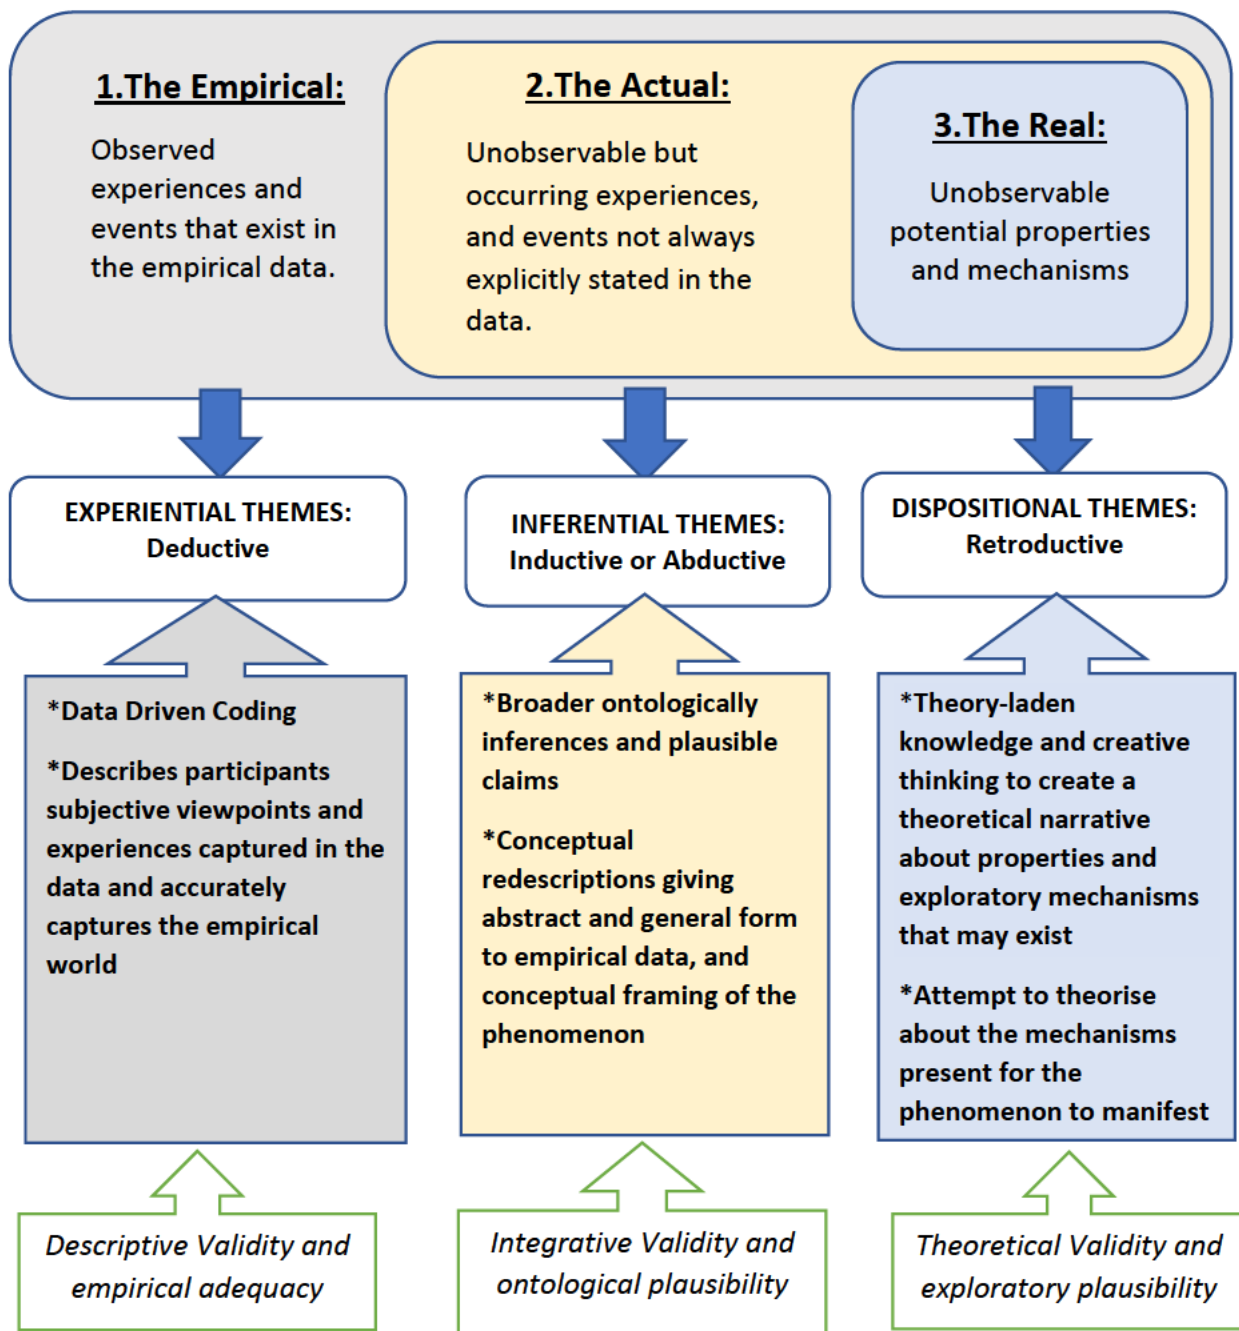 1.The Empirical:
Observed
experiences and
events that exist in
the empirical data.
2.The Actual:
Unobservable but
occurring experiences,
and events not always
explicitly stated in the
data.
3.The Real:
Unobservable
potential properties
and mechanisms
EXPERIENTIAL THEMES:
Deductive
INFERENTIAL THEMES:
Inductive or Abductive
DISPOSITIONAL THEMES:
Retroductive
*Data Driven Coding
*Describes participants
subjective viewpoints and
experiences captured in the
data and accurately
captures the empirical
world
*Broader ontologically
inferences and plausible
claims
*Conceptual
redescriptions giving
abstract and general form
to empirical data, and
conceptual framing of the
phenomenon
*Theory-laden
knowledge and creative
thinking to create a
theoretical narrative
about properties and
exploratory mechanisms
that may exist
*Attempt to theorise
about the mechanisms
present for the
phenomenon to manifest
Descriptive Validity and
empirical adequacy
Integrative Validity and
ontological plausibility
Theoretical Validity and
exploratory plausibility